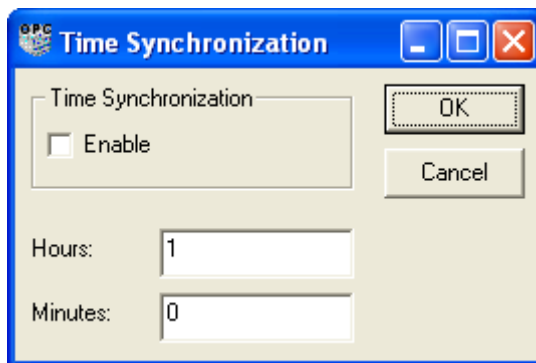 OPC Time Synchronization
Time Synchronization
Enable
OK
Cancel
Hours: 1
Minutes: 0